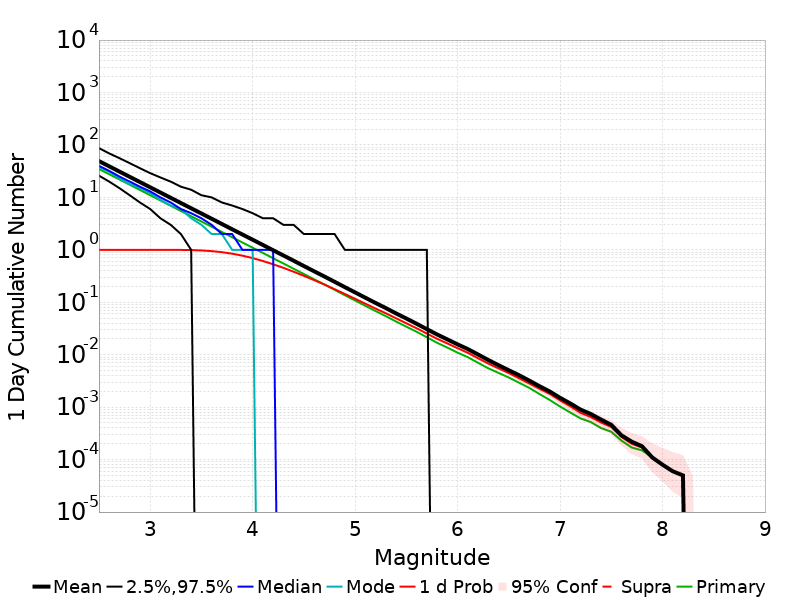 10^4
10^3
10^2
10^1
10^0
10^-1
10^-2
10^-3
10^-4
10^-5
1 Day Cumulative Number
3 4 5 6 7 8 9
Magnitude
Mean 2.5%,97.5% Median Mode 1 d Prob 95% Conf Supra Primary